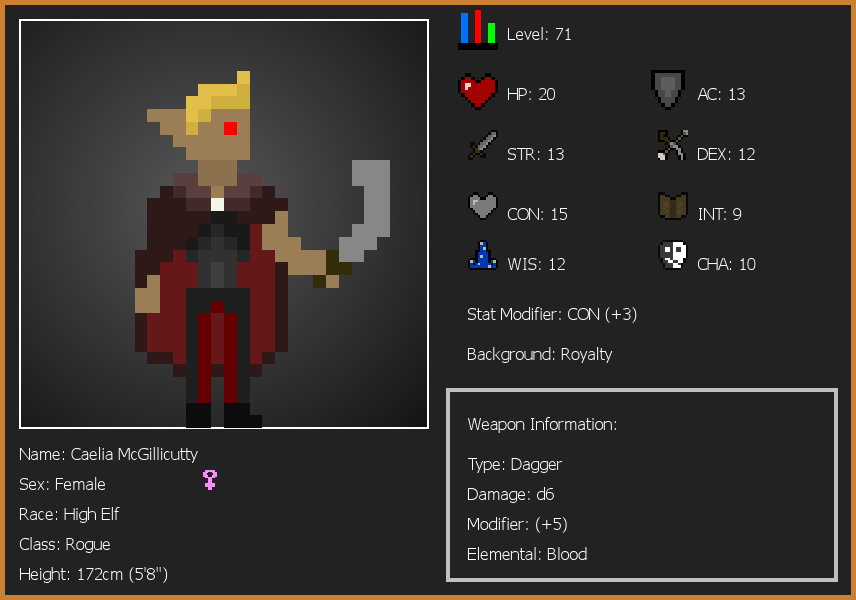 Level: 71
HP: 20
AC: 13
STR: 13
DEX: 12
CON: 15
INT: 9
WIS: 12
CHA: 10
Stat Modifier: CON (+3)
Background: Royalty
Weapon Information:
Type: Dagger
Damage: d6
Modifier: (+5)
Elemental: Blood
Name: Caelia McGillicutty
Sex: Female
Race: High Elf
Class: Rogue
Height: 172cm (5'8")